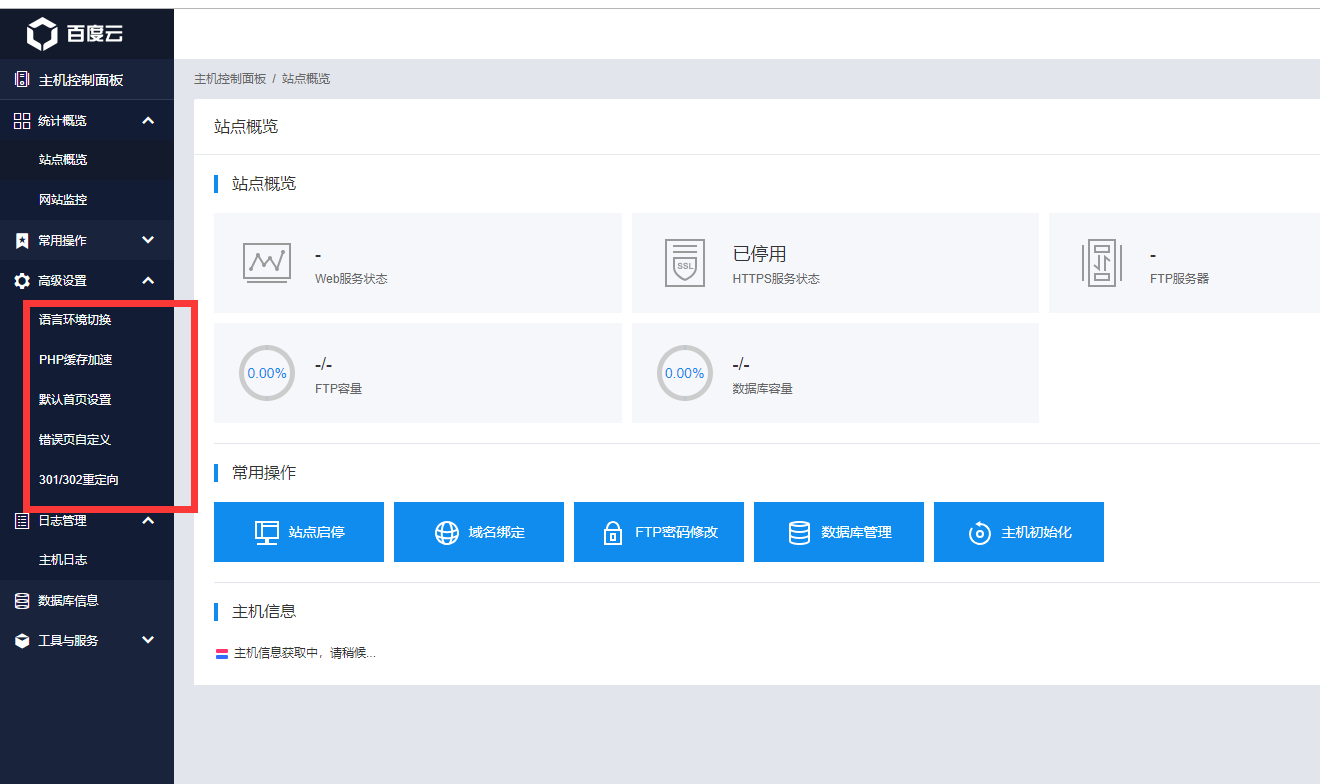 百度云
主机控制面板
统计概览
站点概览
网站监控
常用操作
高级设置
语言环境切换
PHP缓存加速
默认首页设置
错误页自定义
301/302重定向
日志管理
主机日志
数据库信息
工具与服务
主机控制面板 / 站点概览
站点概览
站点概览
-
Web服务状态
SSL
已停用
HTTPS服务状态
-
FTP服务器
0.00%
-/-
FTP容量
0.00%
-/-
数据库容量
常用操作
站点启停
域名绑定
FTP密码修改
数据库管理
主机初始化
主机信息
主机信息获取中，请稍候...